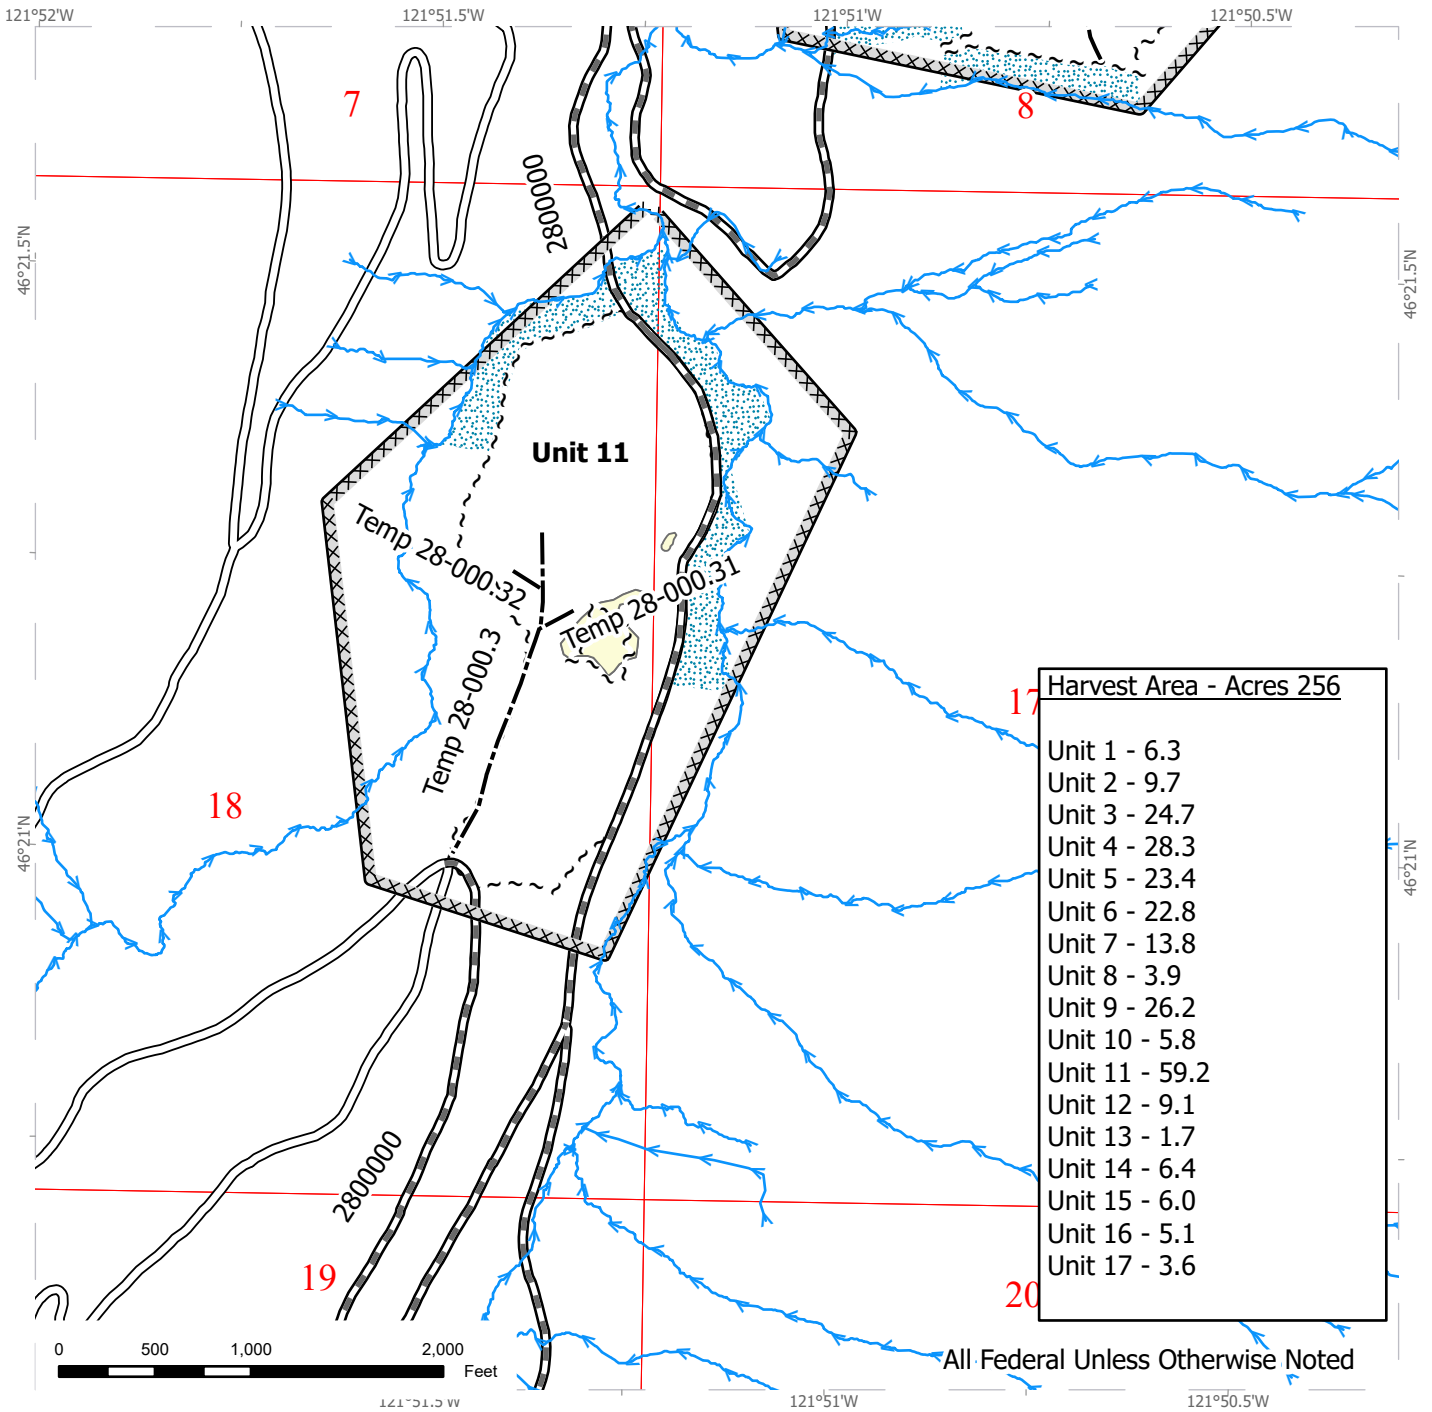 121°52'W 121°51.5'W 121°51'W 121°50.5'W
7
8
2800000
46°21.5'N
46°21.5'N
Unit 11
Temp 28-000.32
Temp 28-000.31
Temp 28-000.3
17
18
46°21'N
46°21'N
Harvest Area - Acres 256
Unit 1 - 6.3
Unit 2 - 9.7
Unit 3 - 24.7
Unit 4 - 28.3
Unit 5 - 23.4
Unit 6 - 22.8
Unit 7 - 13.8
Unit 8 - 3.9
Unit 9 - 26.2
Unit 10 - 5.8
Unit 11 - 59.2
Unit 12 - 9.1
Unit 13 - 1.7
Unit 14 - 6.4
Unit 15 - 6.0
Unit 16 - 5.1
Unit 17 - 3.6
2800000
19
20
0 500 1,000 2,000
Feet
All Federal Unless Otherwise Noted
121°51.5'W 121°51'W 121°50.5'W